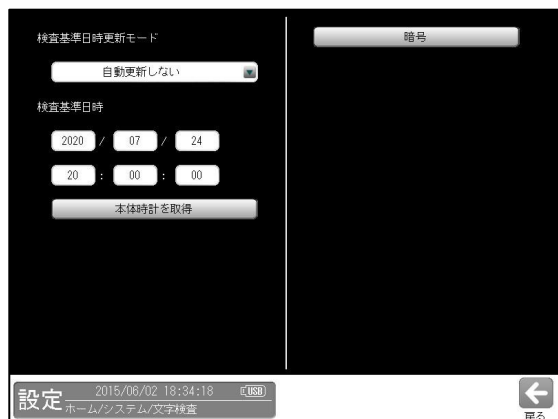 検査基準日時更新モード
自動更新しない
検査基準日時
2020 / 07 / 24
20 : 00 : 00
本体時計を取得
暗号
設定
2015/06/02 18:34:18 USB
ホーム/システム/文字検査
戻る